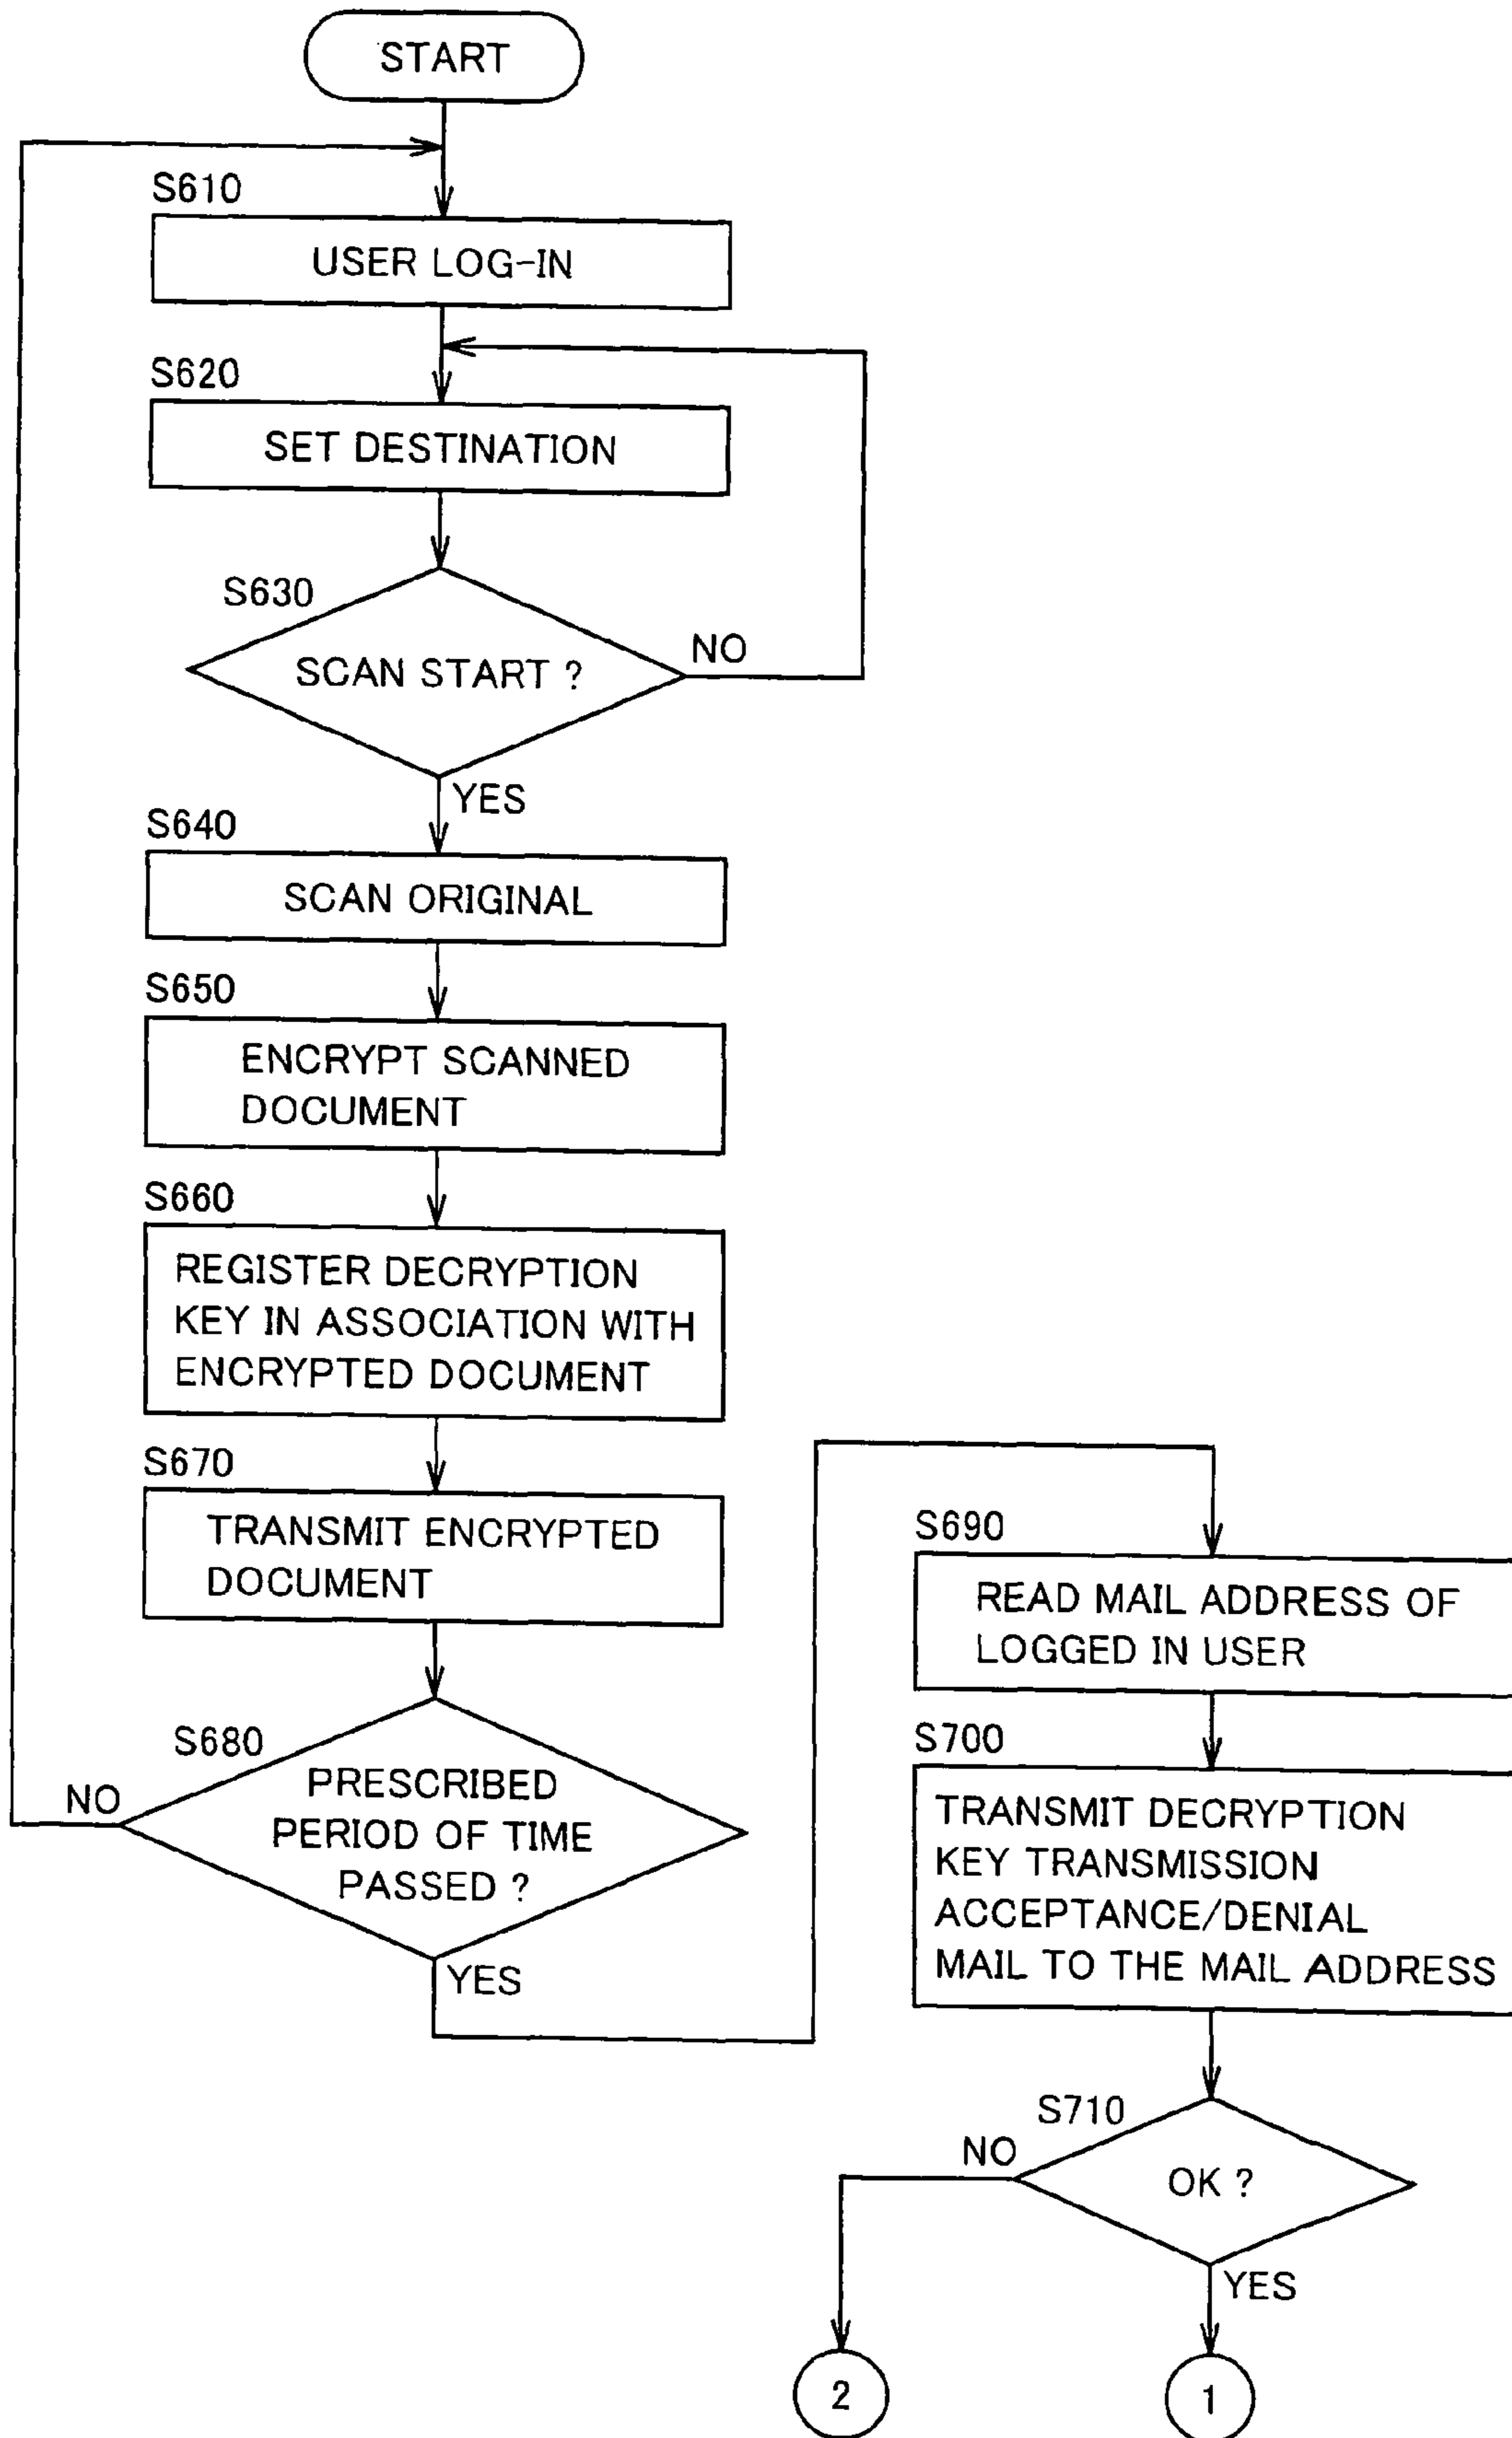 START
S610
USER LOG-IN
S620
SET DESTINATION
S630
SCAN START ?
NO
YES
S640
SCAN ORIGINAL
S650
ENCRYPT SCANNED
DOCUMENT
S660
REGISTER DECRYPTION
KEY IN ASSOCIATION WITH
ENCRYPTED DOCUMENT
S670
TRANSMIT ENCRYPTED
DOCUMENT
S680
PRESCRIBED
PERIOD OF TIME
PASSED ?
NO
YES
S690
READ MAIL ADDRESS OF
LOGGED IN USER
S700
TRANSMIT DECRYPTION
KEY TRANSMISSION
ACCEPTANCE/DENIAL
MAIL TO THE MAIL ADDRESS
S710
OK ?
NO
YES
2
1